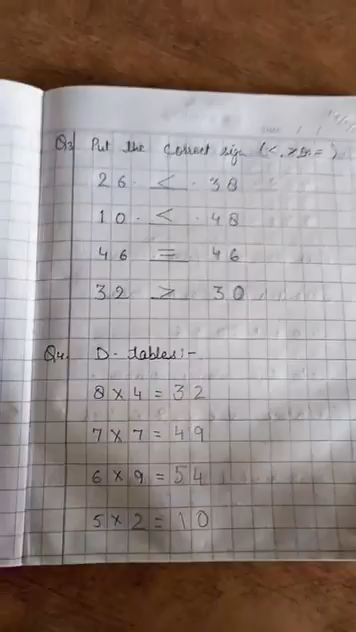 Q3 Put the correct sign (<, > or = )
26 < 38
10 < 48
46 = 46
32 > 30
Q4. D. tables:-
8 × 4 = 32
7 × 7 = 49
6 × 9 = 54
5 × 2 = 10